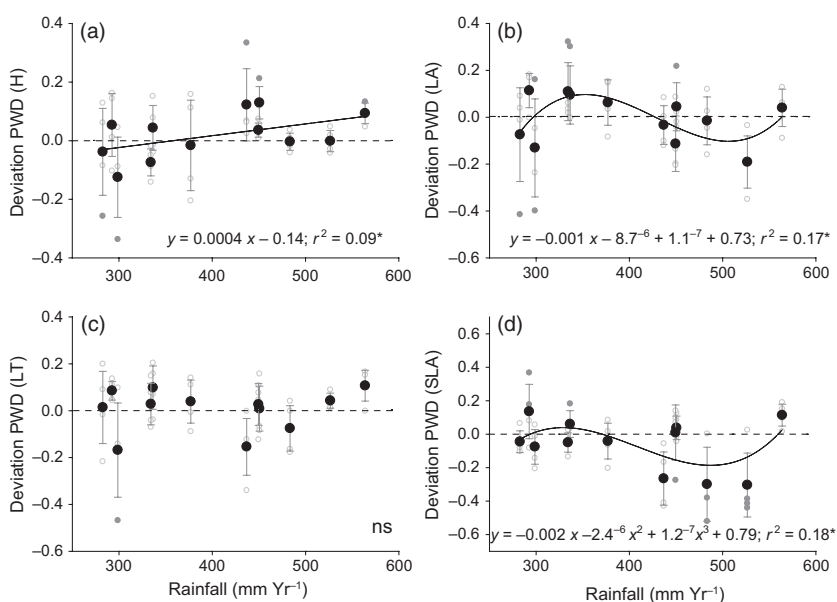 (a)
Deviation PWD (H)
0.4
0.2
0.0
–0.2
0.4
y = 0.0004 x – 0.14; r² = 0.09*
300
400
500
600
(b)
Deviation PWD (LA)
0.4
0.2
0.0
–0.2
–0.4
–0.6
y = –0.001 x – 8.7⁻⁶ + 1.1⁻⁷ + 0.73; r² = 0.17*
300
400
500
600
(c)
Deviation PWD (LT)
0.4
0.2
0.0
–0.2
–0.4
–0.6
ns
300
400
500
600
Rainfall (mm Yr⁻¹)
(d)
Deviation PWD (SLA)
0.6
0.4
0.2
0.0
–0.2
–0.4
–0.6
y = –0.002 x –2.4⁻⁶ x² + 1.2⁻⁷x³ + 0.79; r² = 0.18*
300
400
500
600
Rainfall (mm Yr⁻¹)